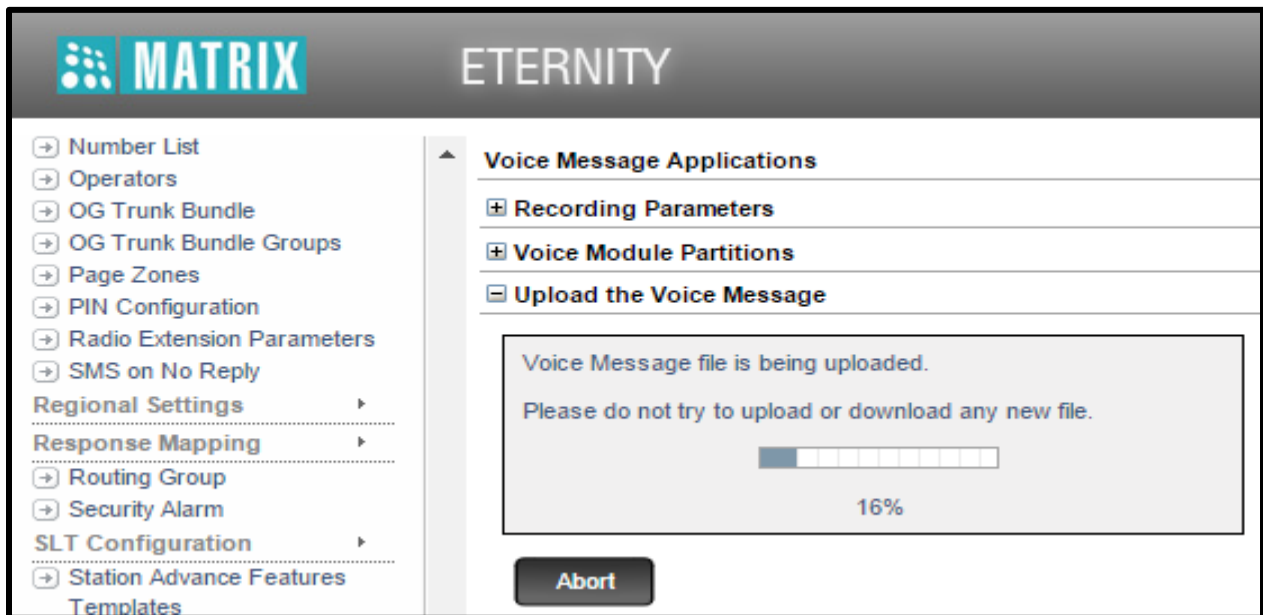 MATRIX
ETERNITY
Number List
Operators
OG Trunk Bundle
OG Trunk Bundle Groups
Page Zones
PIN Configuration
Radio Extension Parameters
SMS on No Reply
Regional Settings
Response Mapping
Routing Group
Security Alarm
SLT Configuration
Station Advance Features
Templates
Voice Message Applications
Recording Parameters
Voice Module Partitions
Upload the Voice Message
Voice Message file is being uploaded.
Please do not try to upload or download any new file.
16%
Abort